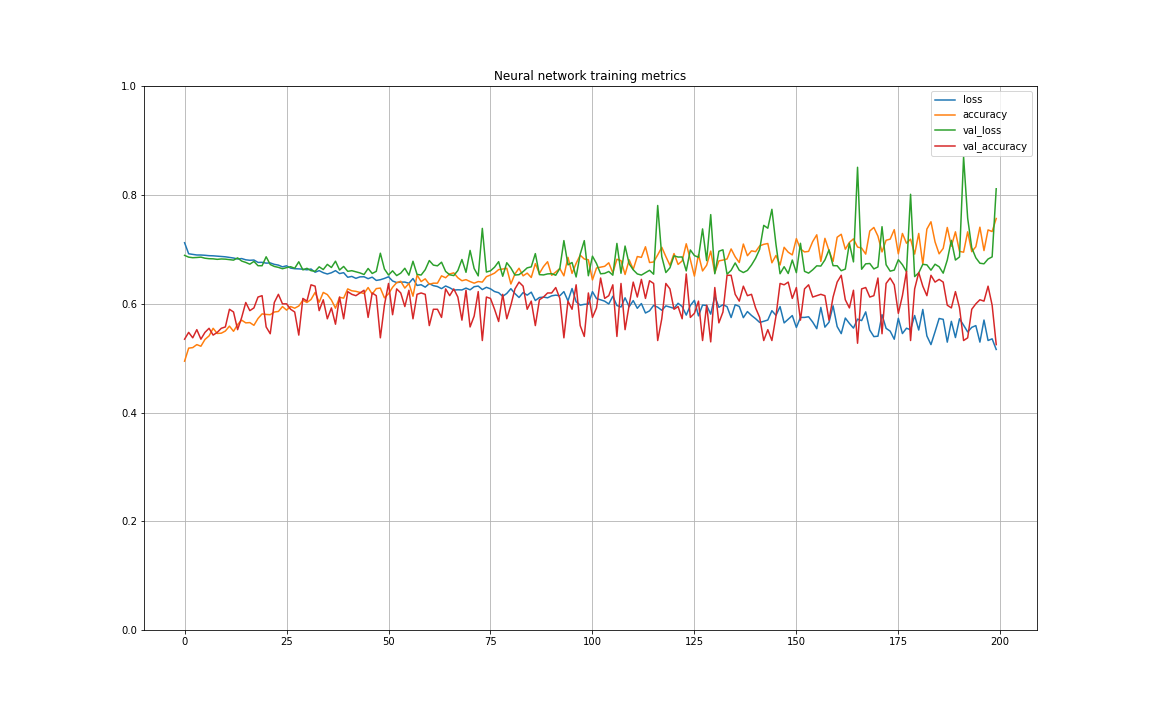 Neural network training metrics
1.0
0.8
0.6
0.4
0.2
0.0
0 25 50 75 100 125 150 175 200
loss
accuracy
val_loss
val_accuracy